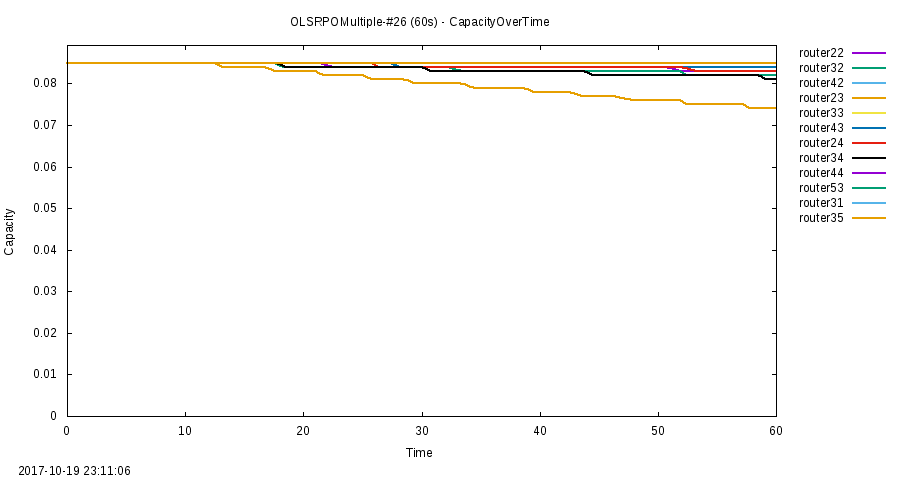 OLSRPOMultiple-#26 (60s) - CapacityOverTime
router22
router32
router42
router23
router33
router43
router24
router34
router44
router53
router31
router35
0.08
0.07
0.06
0.05
0.04
0.03
0.02
0.01
0
Capacity
0 10 20 30 40 50 60
Time
2017-10-19 23:11:06